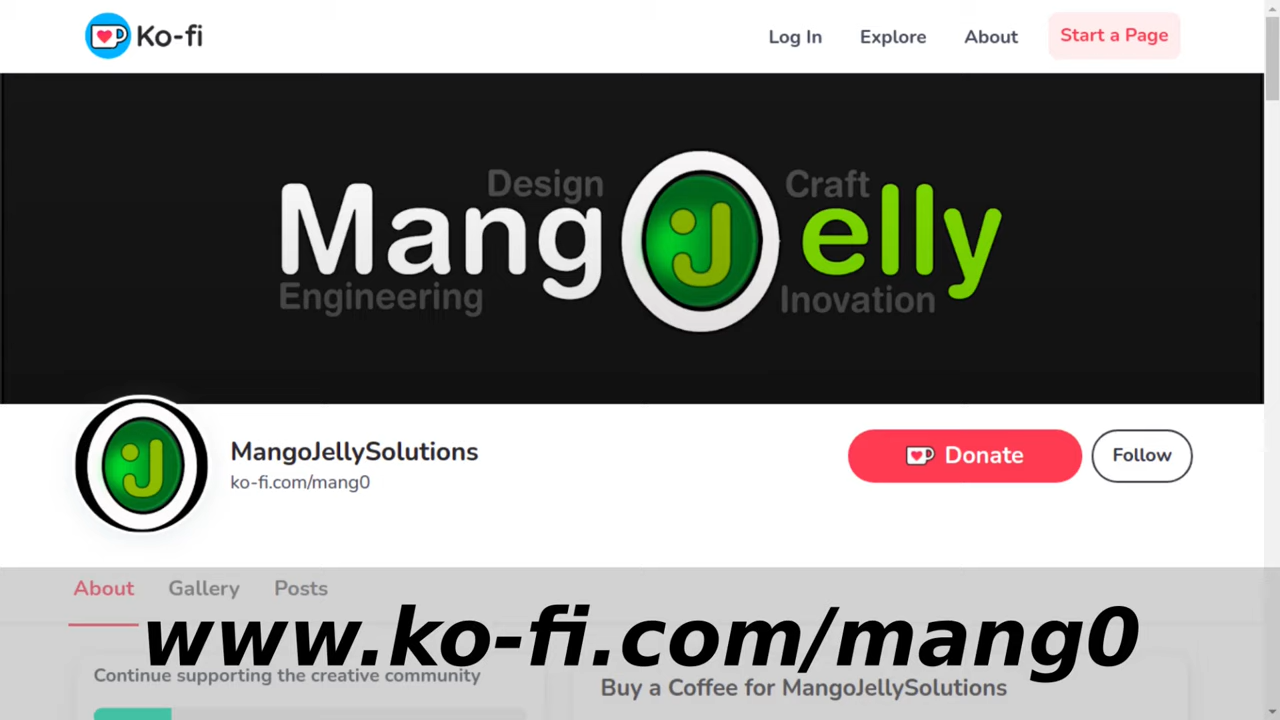 Ko-fi
Log In Explore About Start a Page
Design Craft
Mang J elly
Engineering Inovation
J
MangoJellySolutions
ko-fi.com/mang0
Donate Follow
About Gallery Posts
www.ko-fi.com/mang0
Continue supporting the creative community
Buy a Coffee for MangoJellySolutions